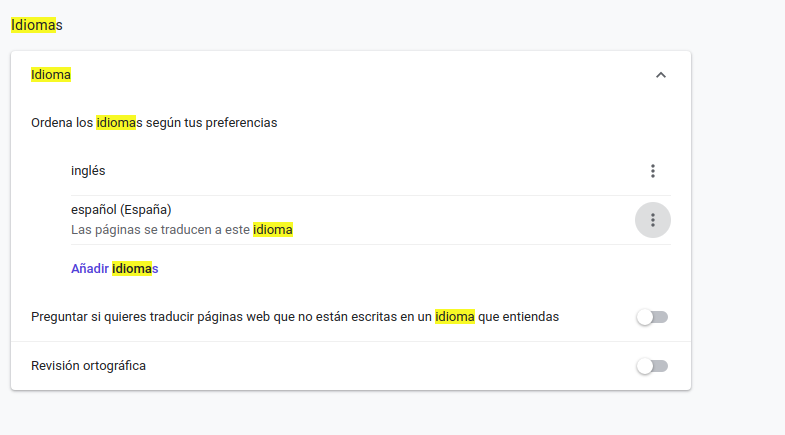 Idiomas
Idioma
Ordena los idiomas según tus preferencias
inglés
español (España)
Las páginas se traducen a este idioma
Añadir idiomas
Preguntar si quieres traducir páginas web que no están escritas en un idioma que entiendas
Revisión ortográfica